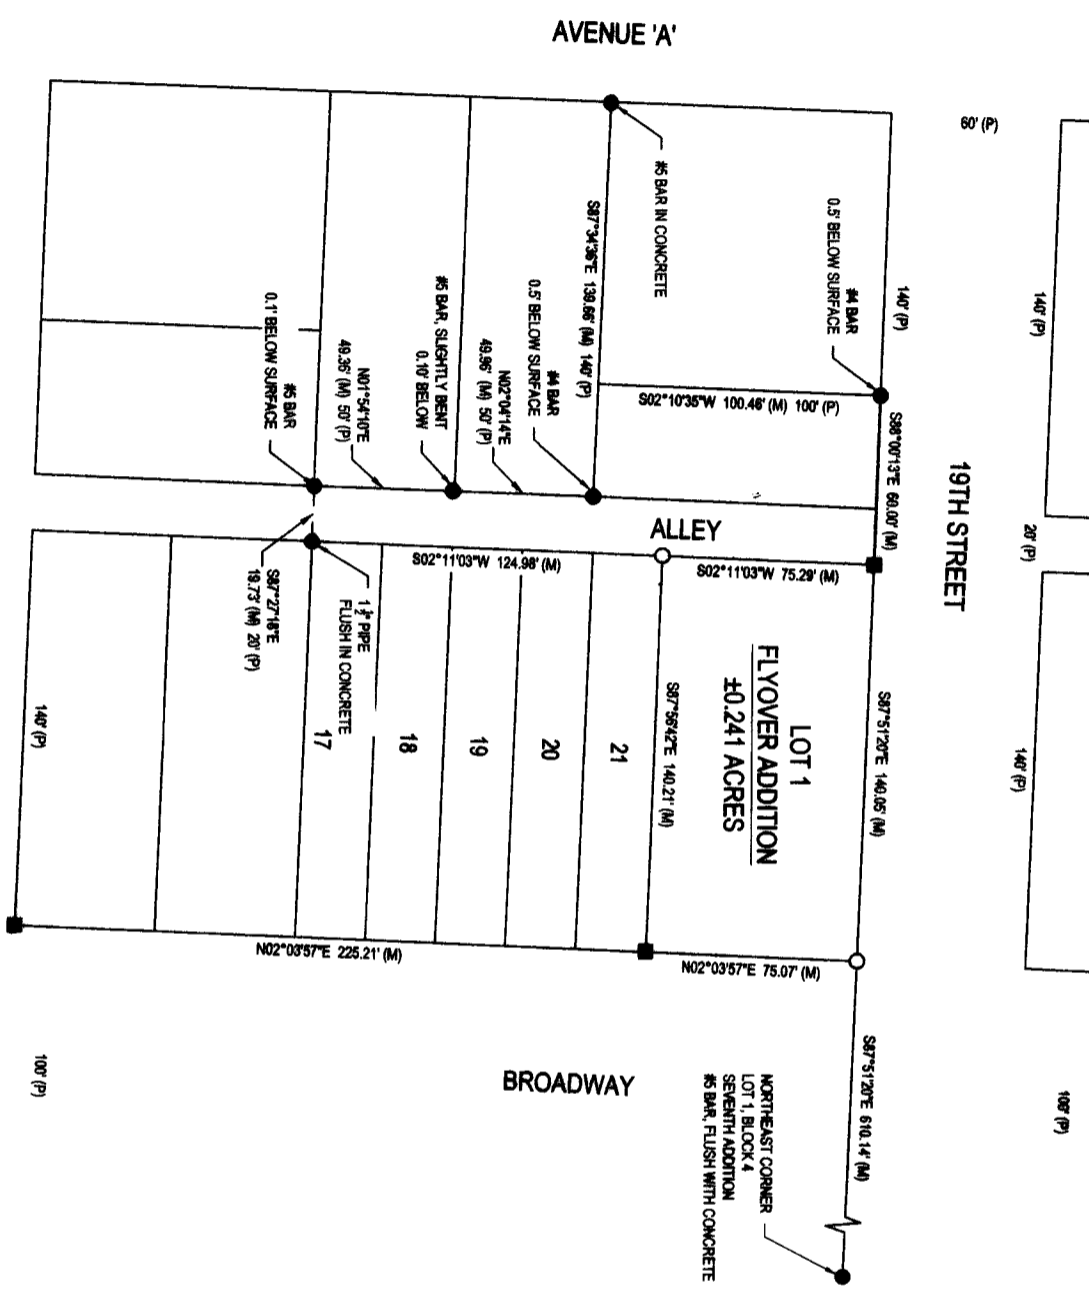 AVENUE 'A'
60' (P)
140' (P)
140' (P)
#4 BAR
0.5' BELOW SURFACE
#5 BAR IN CONCRETE
S87°34'36"E 139.66' (M) 140' (P)
S02°10'35"W 100.46' (M) 100' (P)
S88°00'13"E 60.00' (M)
19TH STREET
20' (P)
#4 BAR
0.5' BELOW SURFACE
N02°04'14"E
49.96' (M) 50' (P)
#5 BAR, SLIGHTLY BENT
0.10' BELOW
N01°54'10"E
49.36' (M) 50' (P)
#5 BAR
0.1' BELOW SURFACE
ALLEY
S02°11'03"W 124.98' (M)
S02°11'03"W 75.29' (M)
S87°27'18"E
19.73' (M) 20' (P)
1 ½" PIPE
FLUSH IN CONCRETE
LOT 1
FLYOVER ADDITION
±0.241 ACRES
S87°51'20"E 140.05' (M)
140' (P)
S87°56'42"E 140.21' (M)
21
20
19
18
17
140' (P)
N02°03'57"E 225.21' (M)
N02°03'57"E 75.07' (M)
BROADWAY
100' (P)
100' (P)
S87°51'20"E 610.14' (M)
NORTHEAST CORNER
LOT 1, BLOCK 4
SEVENTH ADDITION
#5 BAR, FLUSH WITH CONCRETE